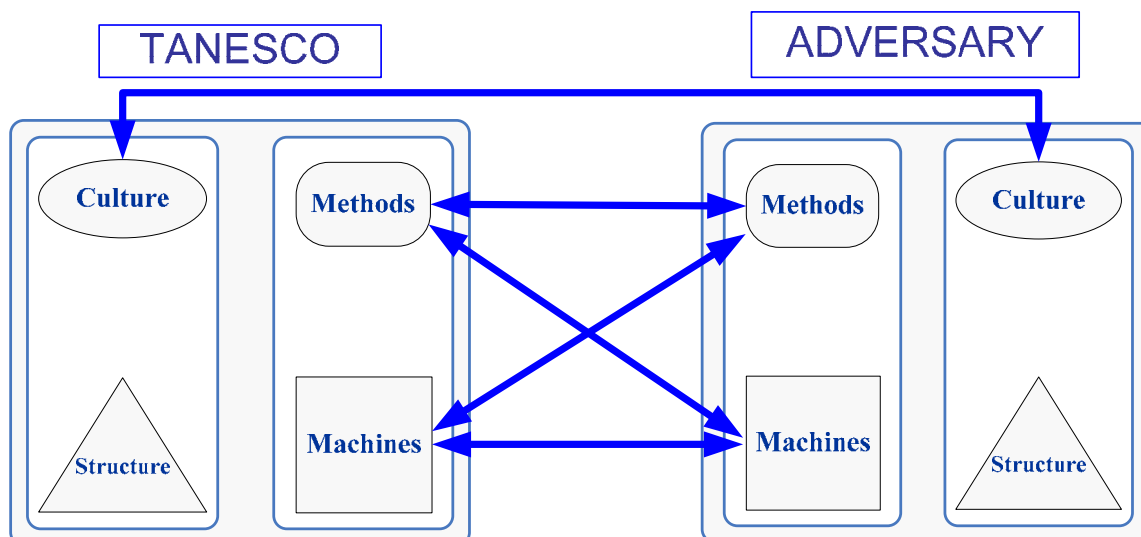 TANESCO
ADVERSARY
Culture
Methods
Methods
Culture
Structure
Machines
Machines
Structure